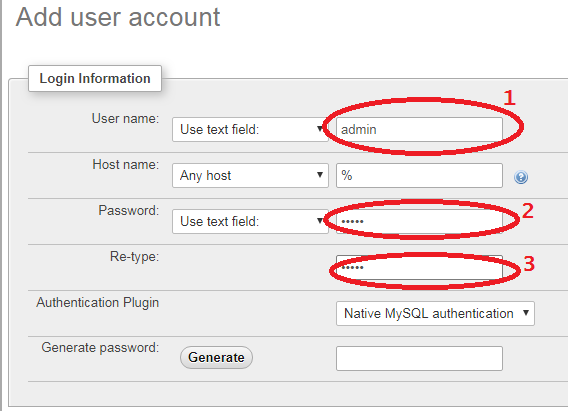 Add user account
Login Information
1
User name: Use text field: admin
Host name: Any host %
Password: Use text field: ••••• 2
Re-type: ••••• 3
Authentication Plugin Native MySQL authentication
Generate password: Generate